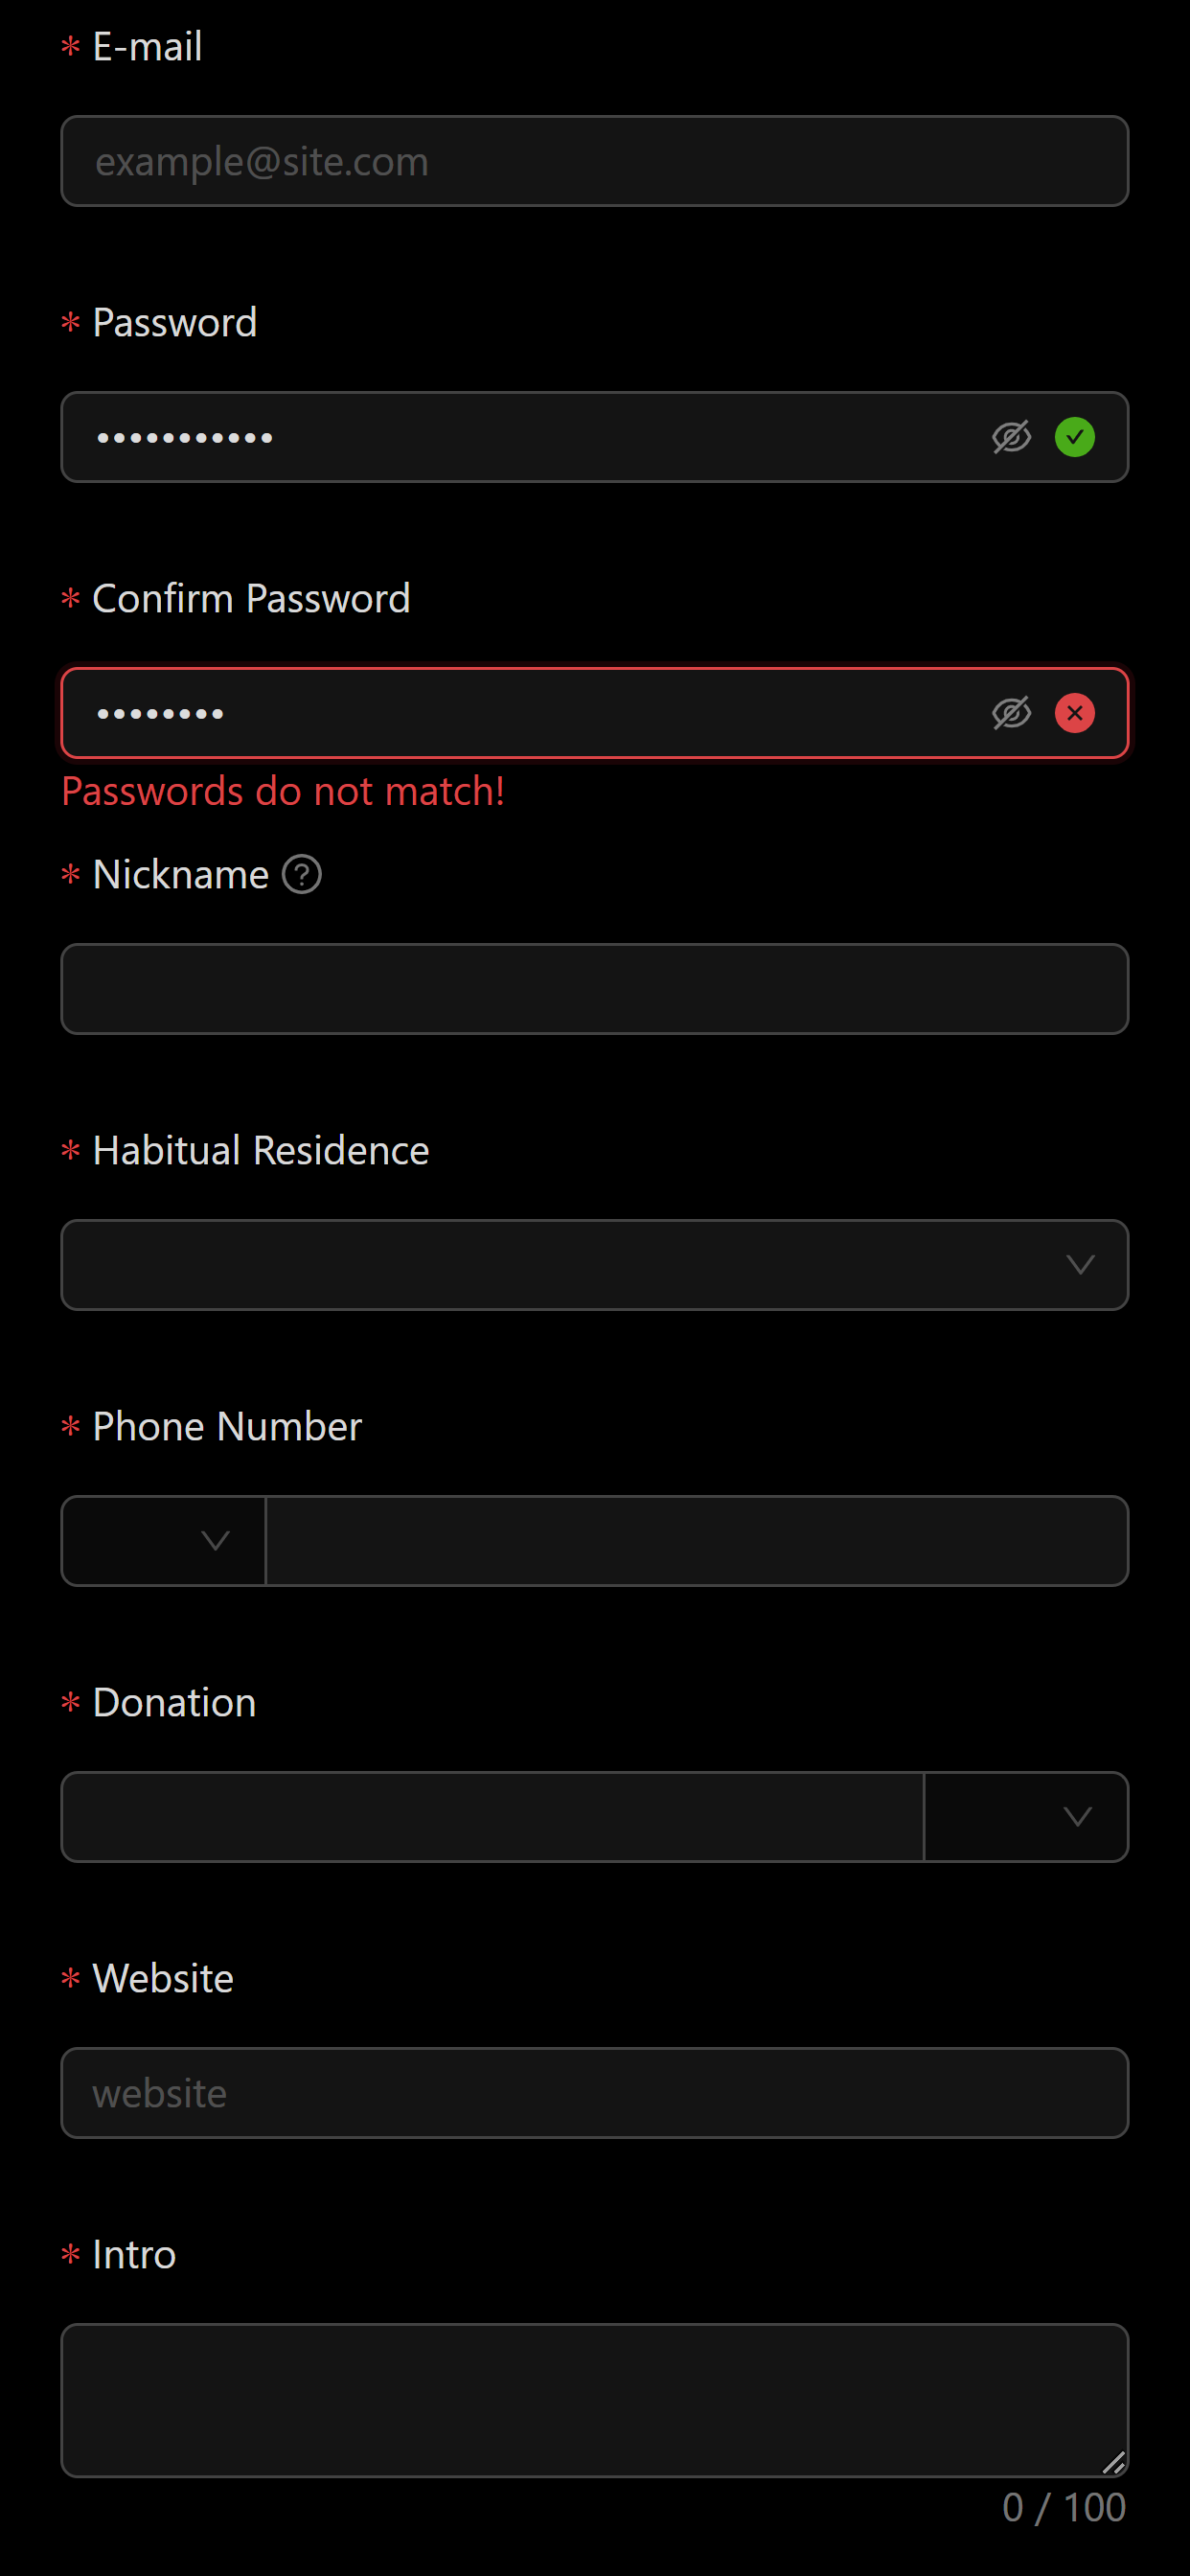 * E-mail
example@site.com
* Password
•••••••••••
* Confirm Password
••••••••
Passwords do not match!
* Nickname ?
* Habitual Residence
* Phone Number
* Donation
* Website
website
* Intro
0 / 100